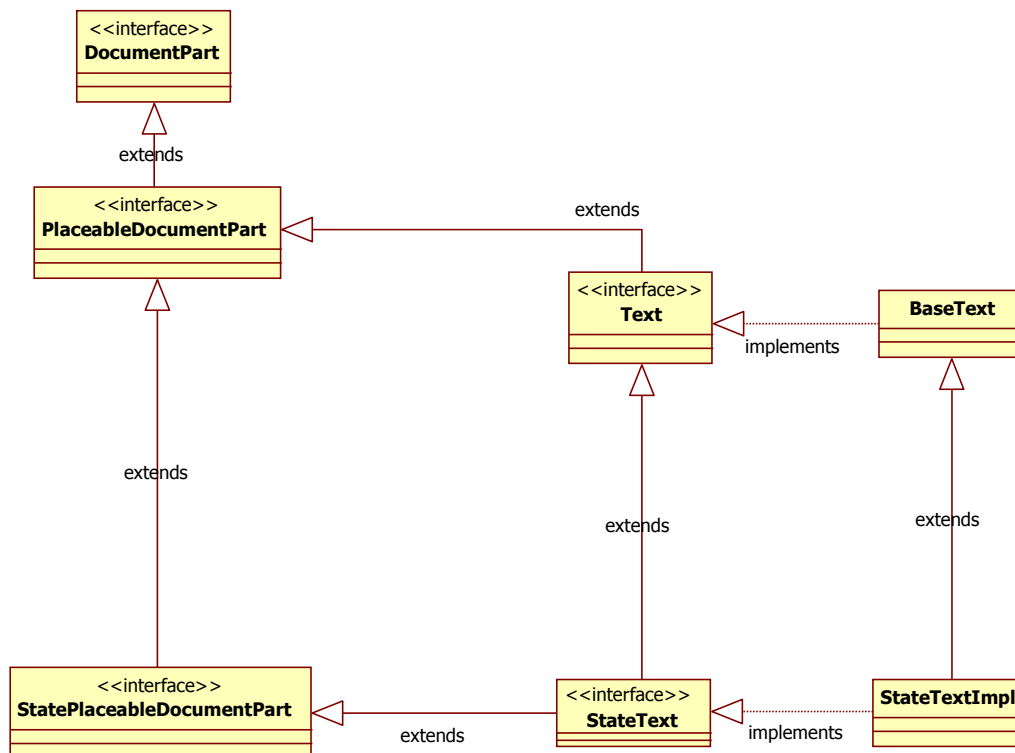 <<interface>>
DocumentPart
extends
<<interface>>
PlaceableDocumentPart
extends
<<interface>>
Text
implements
BaseText
extends
extends
extends
<<interface>>
StatePlaceableDocumentPart
extends
<<interface>>
StateText
implements
StateTextImpl